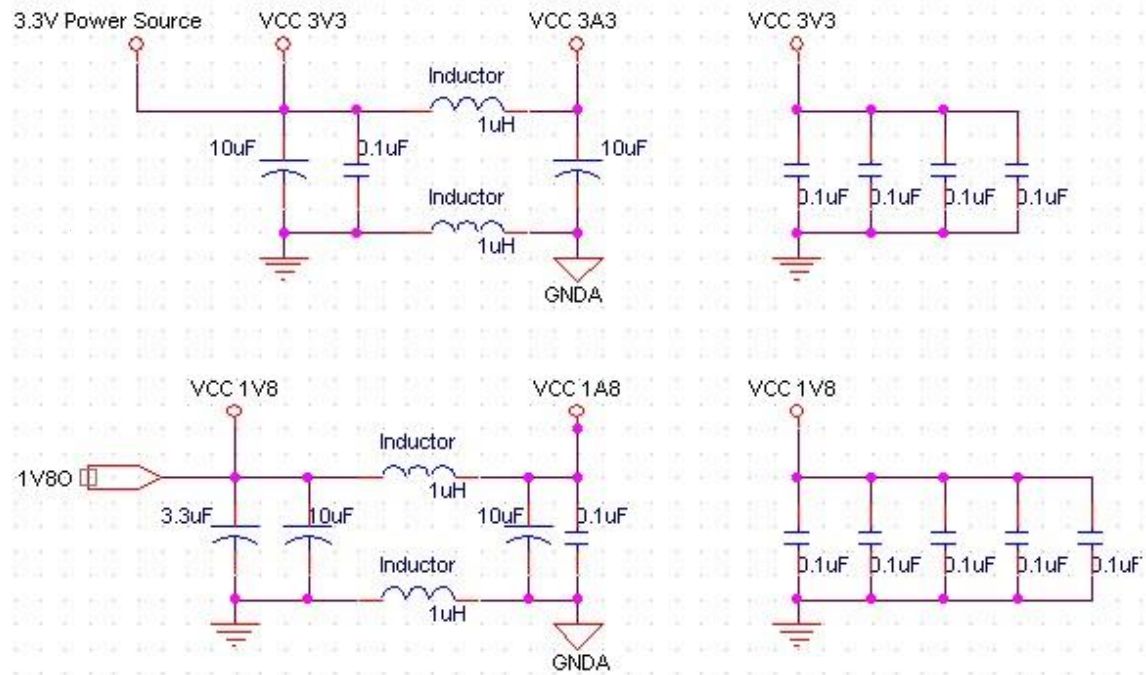 3.3V Power Source VCC 3V3 VCC 3A3 VCC 3V3
Inductor
1uH
10uF 0.1uF 10uF
Inductor
1uH
0.1uF 0.1uF 0.1uF 0.1uF
GNDA
VCC 1V8 VCC 1A8 VCC 1V8
Inductor
1V8O
1uH
3.3uF 10uF 10uF 0.1uF
Inductor
1uH
0.1uF 0.1uF 0.1uF 0.1uF 0.1uF
GNDA